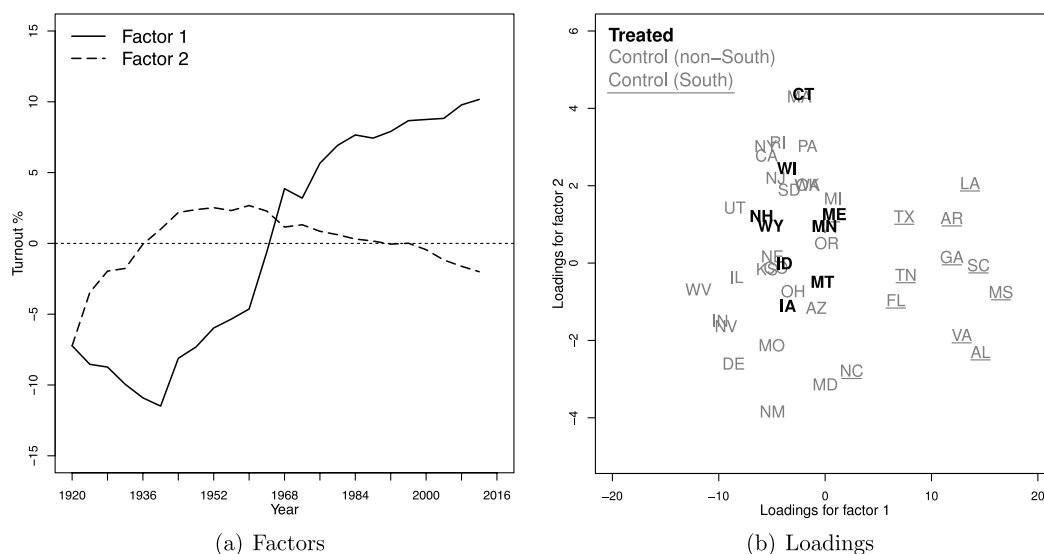 15
10
5
0
−5
−10
−15
Turnout %
Factor 1
Factor 2
1920
1936
1952
1968
1984
2000
2016
Year
(a) Factors
6
4
2
0
−2
−4
Loadings for factor 2
Treated
Control (non−South)
Control (South)
CT
MA
NY
RI
PA
CA
WI
NJ
SD
MI
LA
UT
NH
WY
ME
MN
TX
AR
OR
NE
ID
GA
SC
KS
IL
MT
TN
WV
OH
MS
IA
AZ
FL
IN
NV
VA
MO
AL
DE
NC
MD
NM
−20
−10
0
10
20
Loadings for factor 1
(b) Loadings